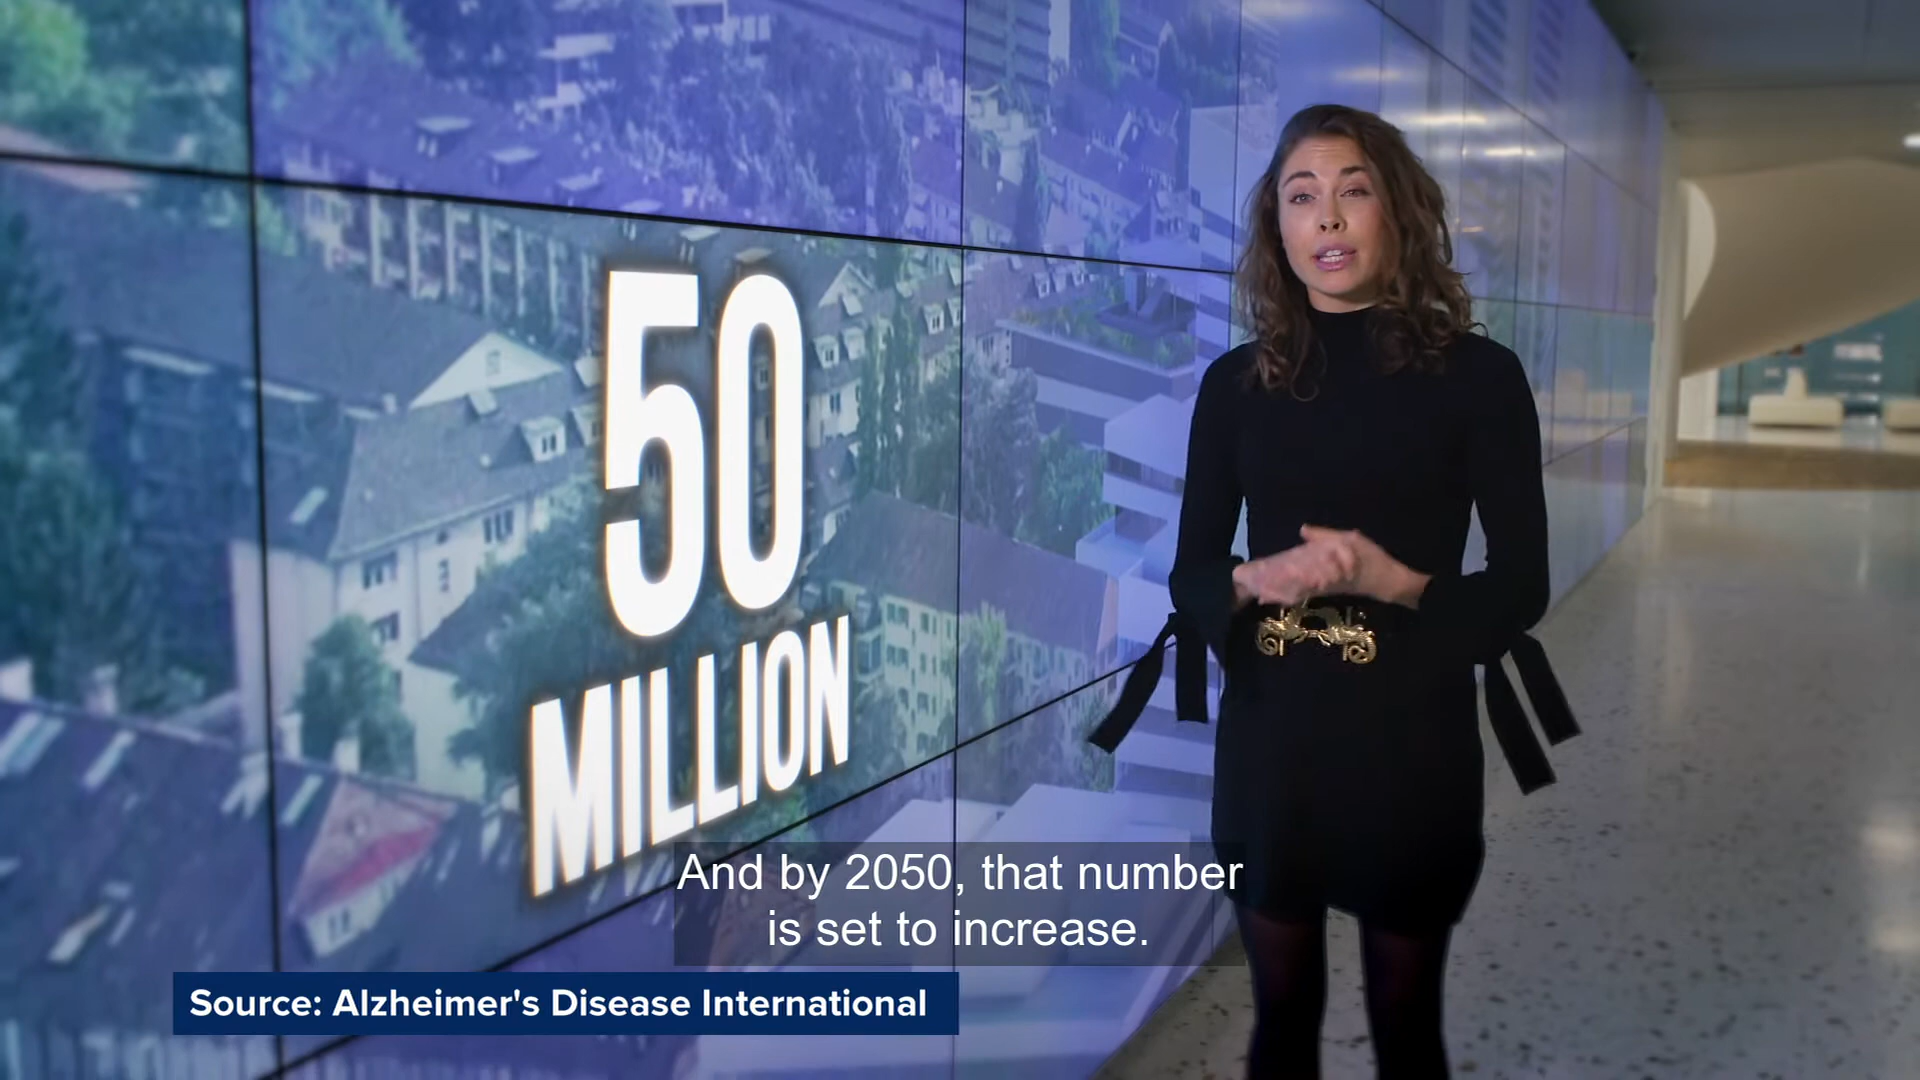 50
MILLION
And by 2050, that number
is set to increase.
Source: Alzheimer's Disease International